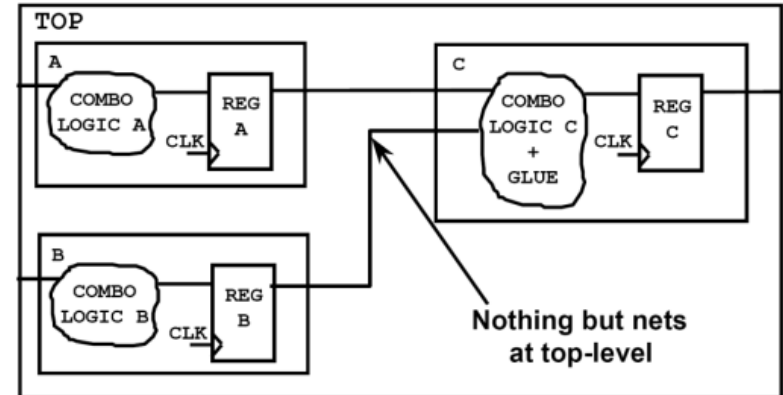 TOP
A
COMBO
LOGIC A
REG
A
CLK
C
COMBO
LOGIC C
+
GLUE
REG
C
CLK
B
COMBO
LOGIC B
REG
B
CLK
Nothing but nets
at top-level